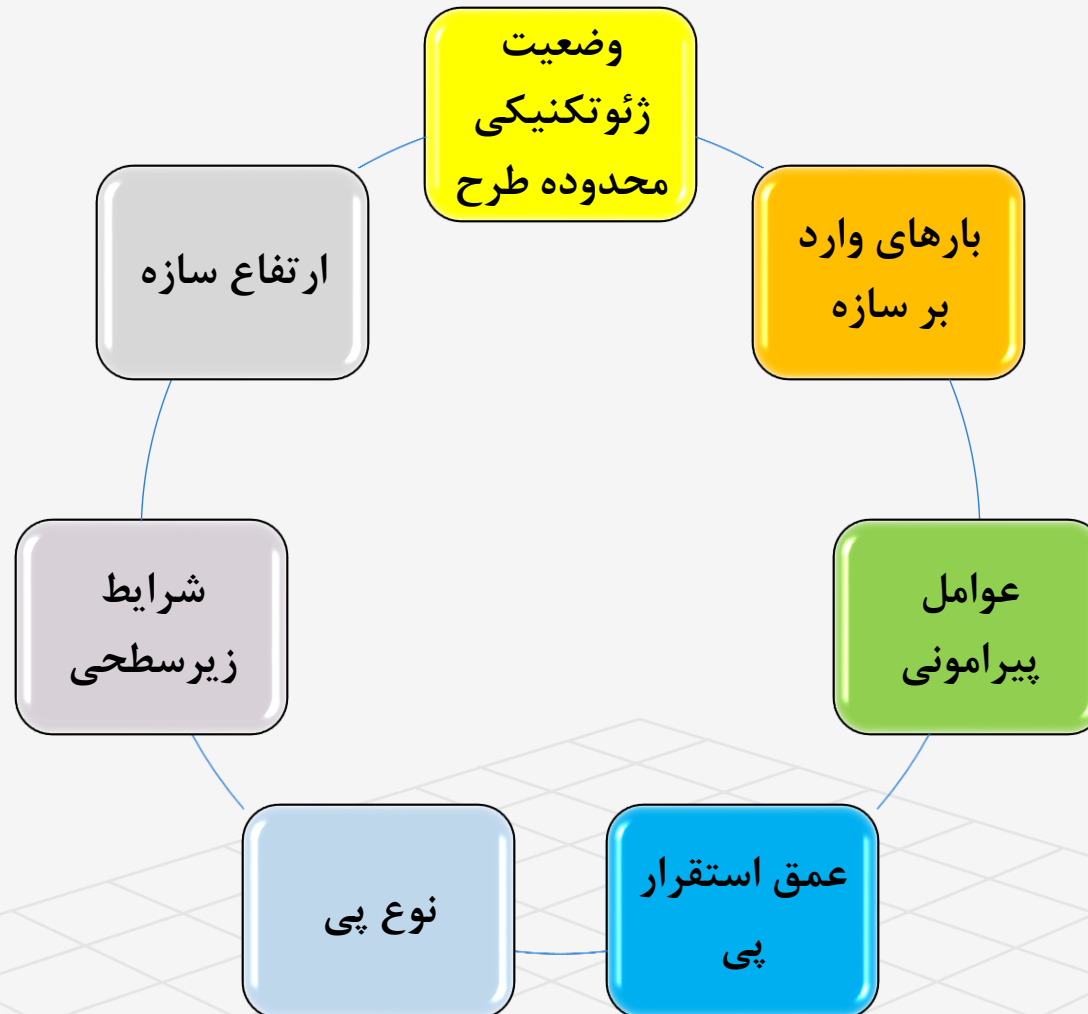 وضعیت
ژئوتکنیکی
محدوده طرح
بارهای وارد
بر سازه
عوامل
پیرامونی
عمق استقرار
پی
نوع پی
شرایط
زیرسطحی
ارتفاع سازه